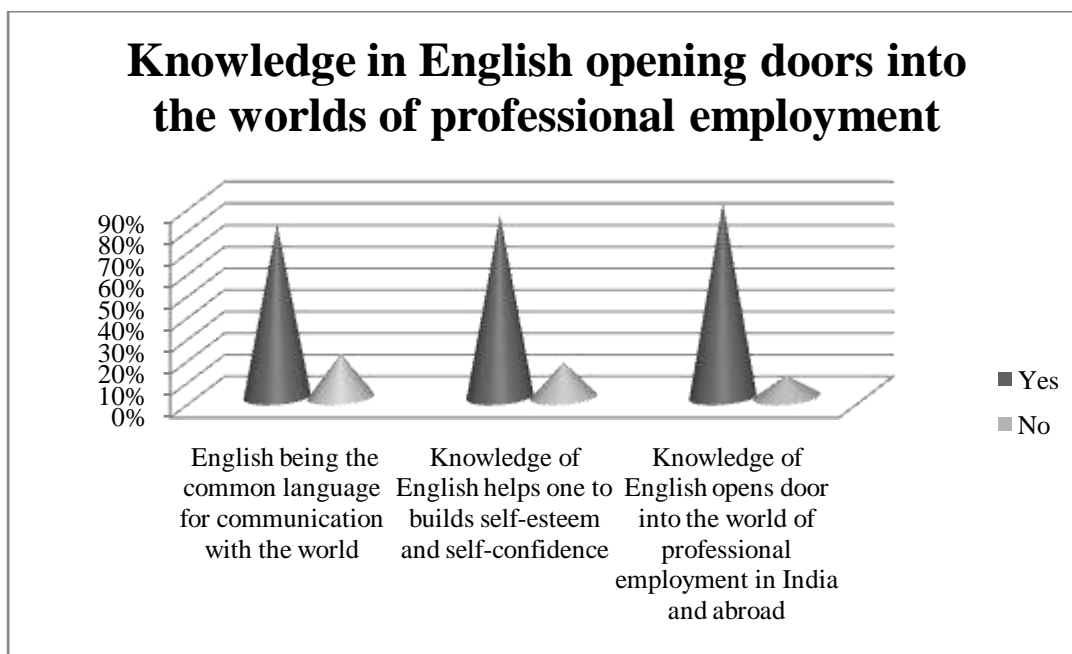 Knowledge in English opening doors into
the worlds of professional employment
90%
80%
70%
60%
50%
40%
30%
20%
10%
0%
English being the
common language
for communication
with the world
Knowledge of
English helps one to
builds self-esteem
and self-confidence
Knowledge of
English opens door
into the world of
professional
employment in India
and abroad
Yes
No